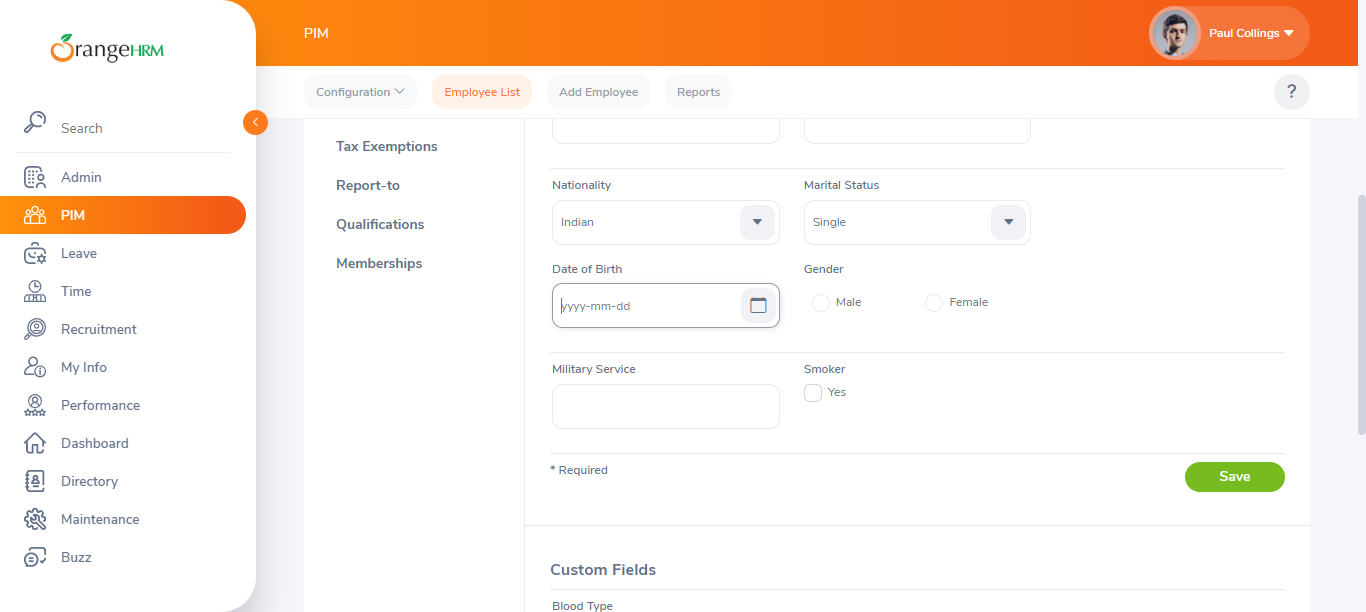 OrangeHRM
PIM
Paul Collings
Configuration
Employee List
Add Employee
Reports
?
Search
Admin
PIM
Leave
Time
Recruitment
My Info
Performance
Dashboard
Directory
Maintenance
Buzz
Tax Exemptions
Report-to
Qualifications
Memberships
Nationality
Marital Status
Indian
Single
Date of Birth
Gender
yyyy-mm-dd
Male
Female
Military Service
Smoker
Yes
* Required
Save
Custom Fields
Blood Type